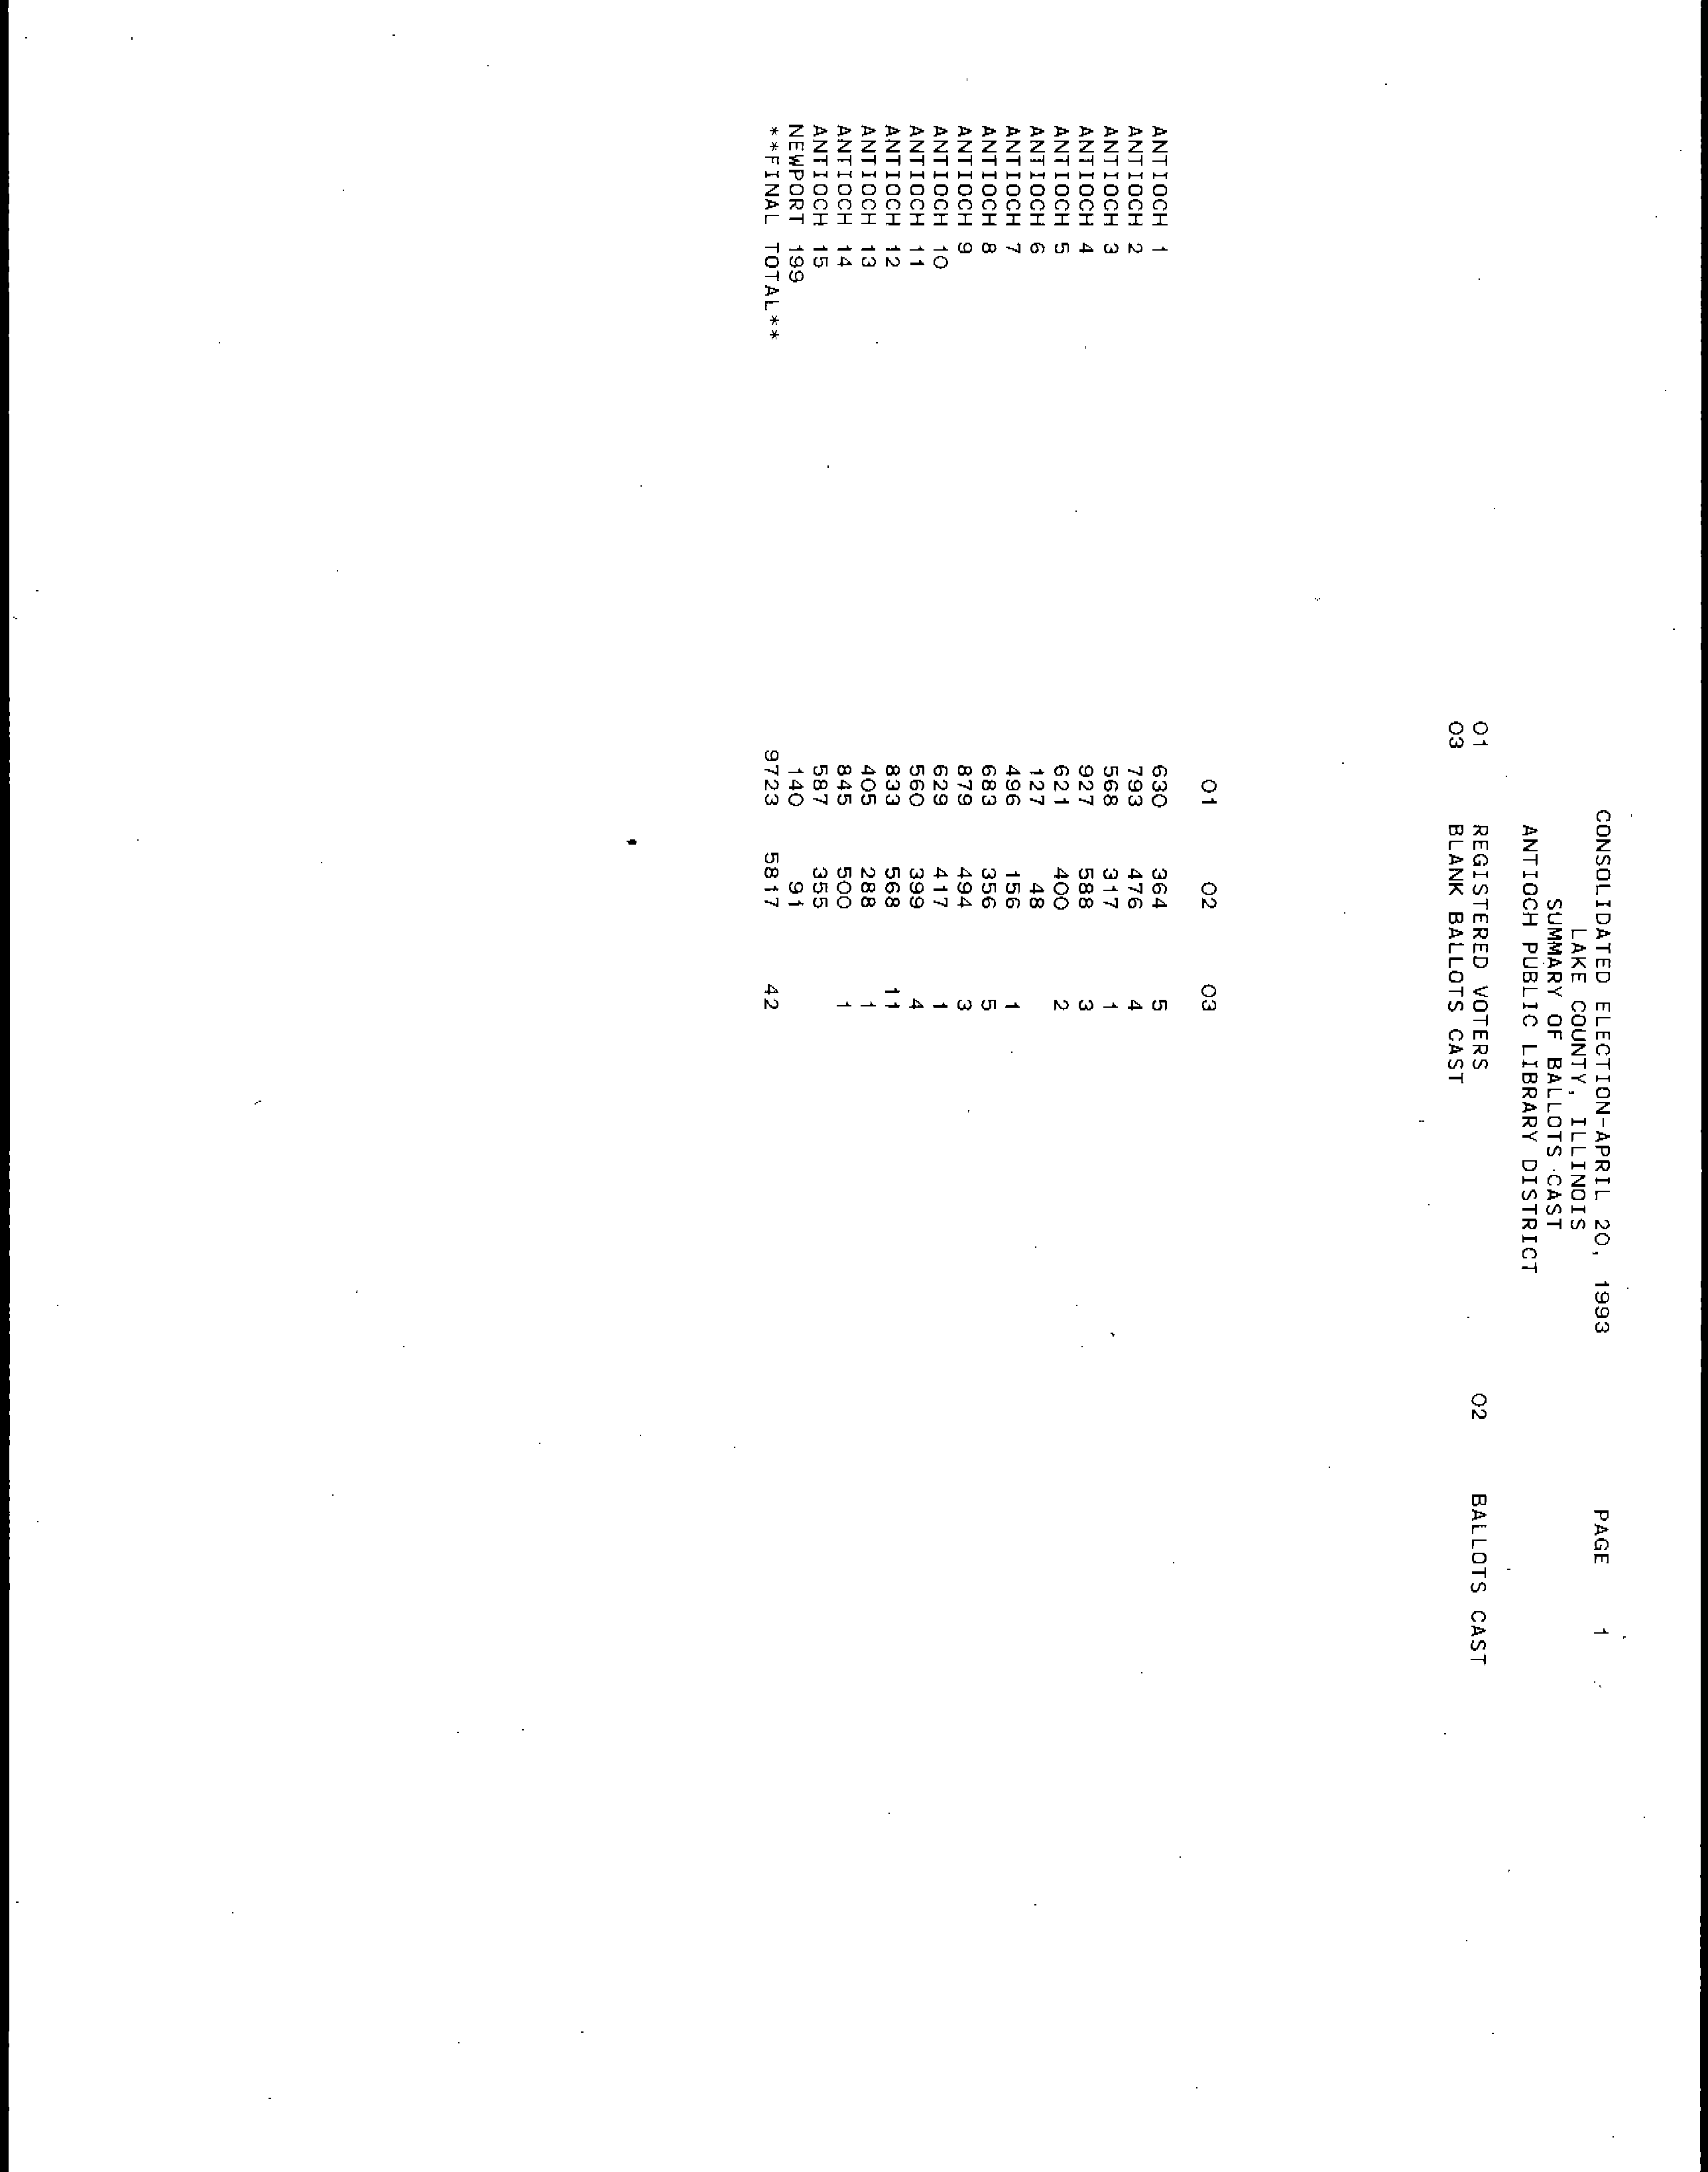 CONSOLIDATED ELECTION-APRIL 20, 1993 PAGE 1
LAKE COUNTY, ILLINOIS
SUMMARY OF BALLOTS CAST
ANTIOCH PUBLIC LIBRARY DISTRICT
01 REGISTERED VOTERS 02 BALLOTS CAST
03 BLANK BALLOTS CAST
01 02 03
ANTIOCH 1 630 364 5
ANTIOCH 2 793 476 4
ANTIOCH 3 568 317 1
ANTIOCH 4 927 588 3
ANTIOCH 5 621 400 2
ANTIOCH 6 127 48
ANTIOCH 7 496 156 1
ANTIOCH 8 683 356 5
ANTIOCH 9 879 494 3
ANTIOCH 10 629 417 1
ANTIOCH 11 560 399 4
ANTIOCH 12 833 568 11
ANTIOCH 13 405 288 1
ANTIOCH 14 845 500 1
ANTIOCH 15 587 355
NEWPORT 199 140 91
**FINAL TOTAL** 9723 5817 42